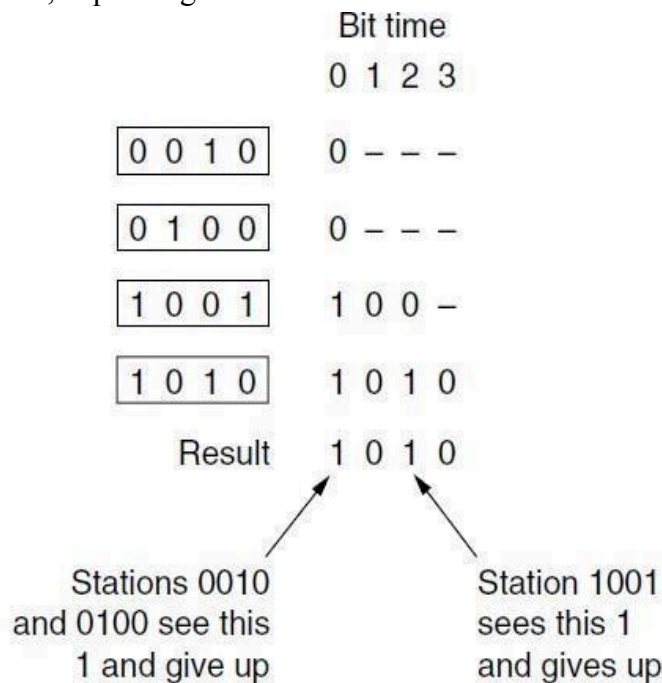 Bit time
0 1 2 3
0 0 1 0 0 – – –
0 1 0 0 0 – – –
1 0 0 1 1 0 0 –
1 0 1 0 1 0 1 0
Result 1 0 1 0
Stations 0010
and 0100 see this
1 and give up
Station 1001
sees this 1
and gives up